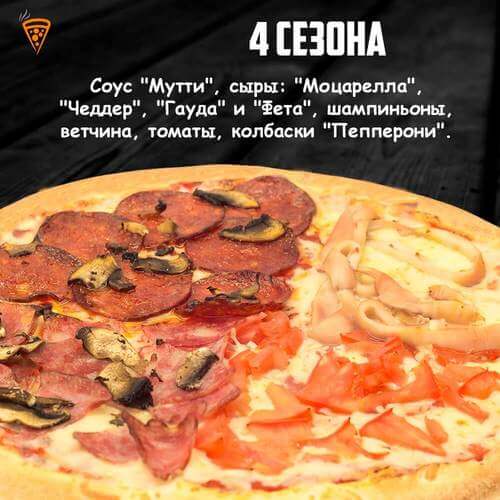 4 СЕЗОНА
Соус "Мутти", сыры: "Моцарелла",
"Чеддер", "Гауда" и "Фета", шампиньоны,
ветчина, томаты, колбаски "Пепперони".